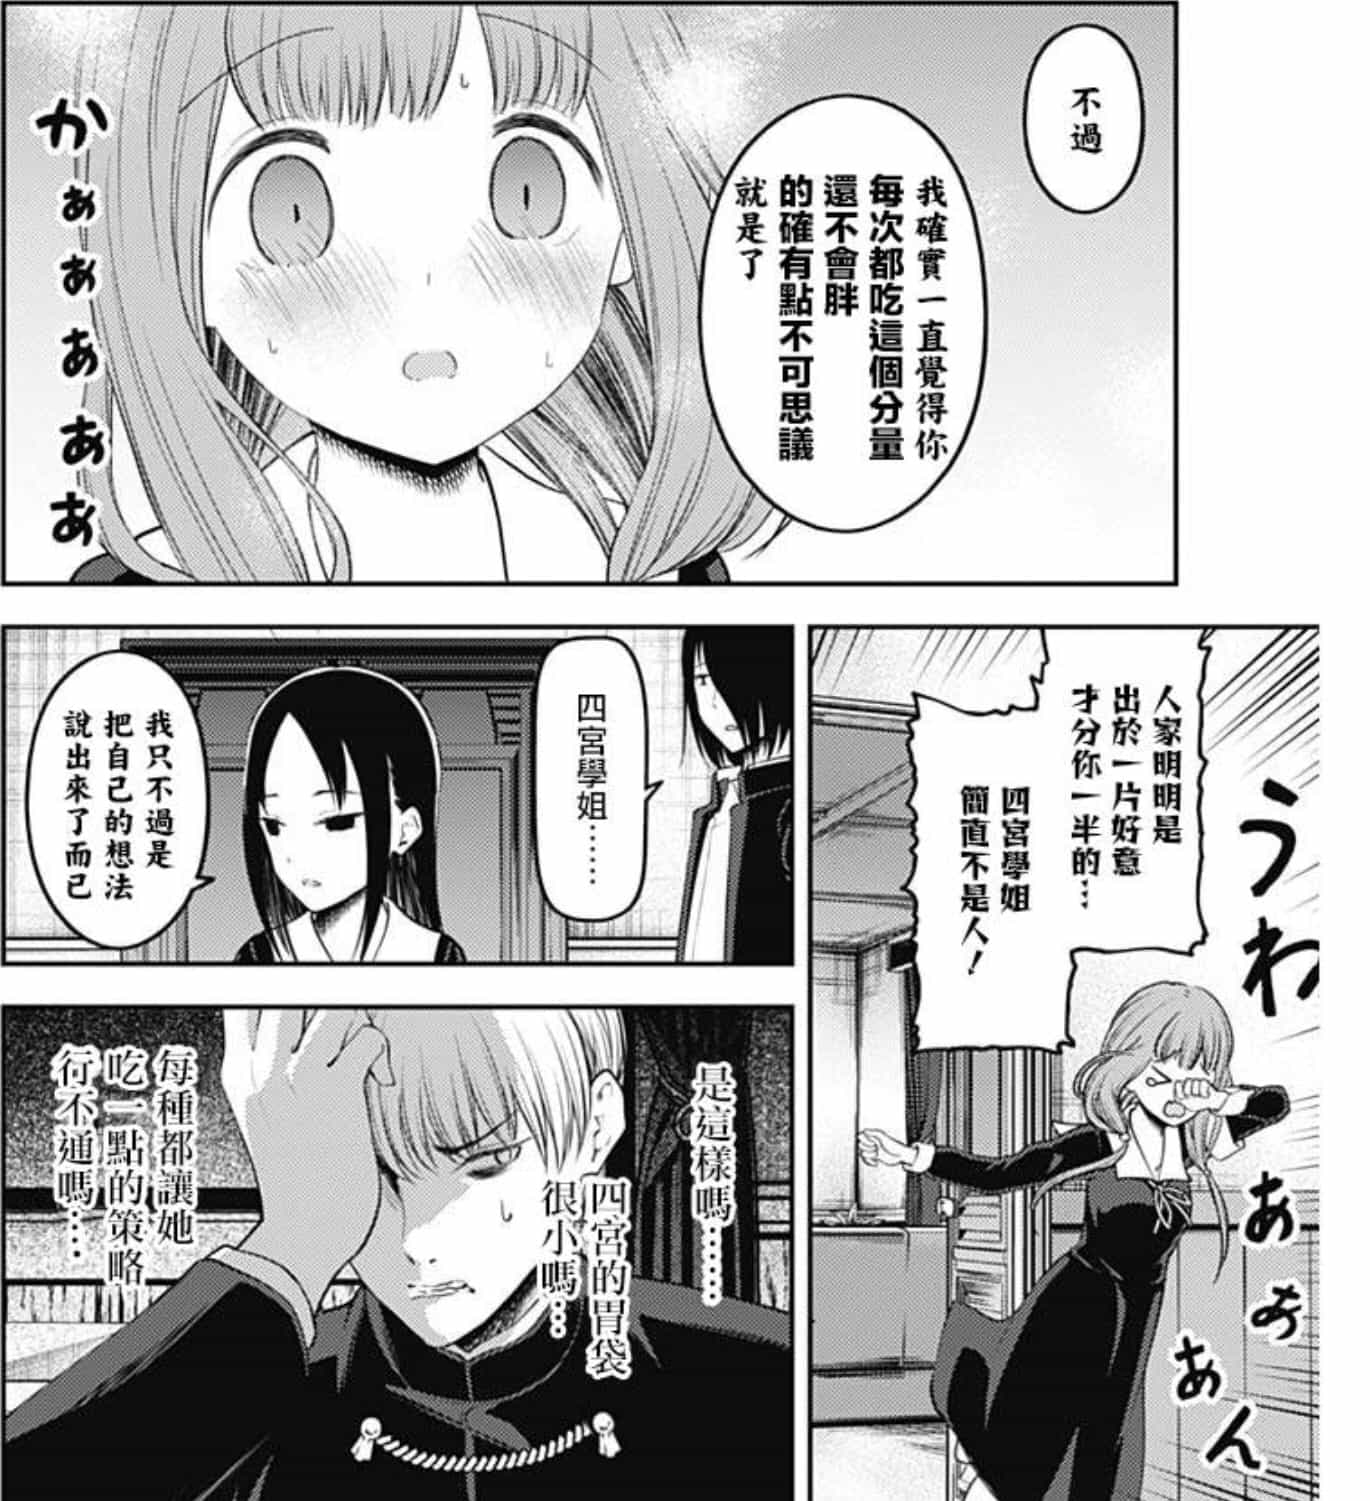 不過
我確實一直覺得你
每次都吃這個分量
還不會胖
的確有點不可思議
就是了
かぁぁぁぁぁ
人家明明是
出於一片好意
才分你一半的…
四宮學姐
簡直不是人！
うわぁぁぁん
四宮學姐……
我只不過是
把自己的想法
說出來了而已
是這樣嗎……
四宮的胃袋
很小嗎…
每種都讓她
吃一點的策略
行不通嗎……